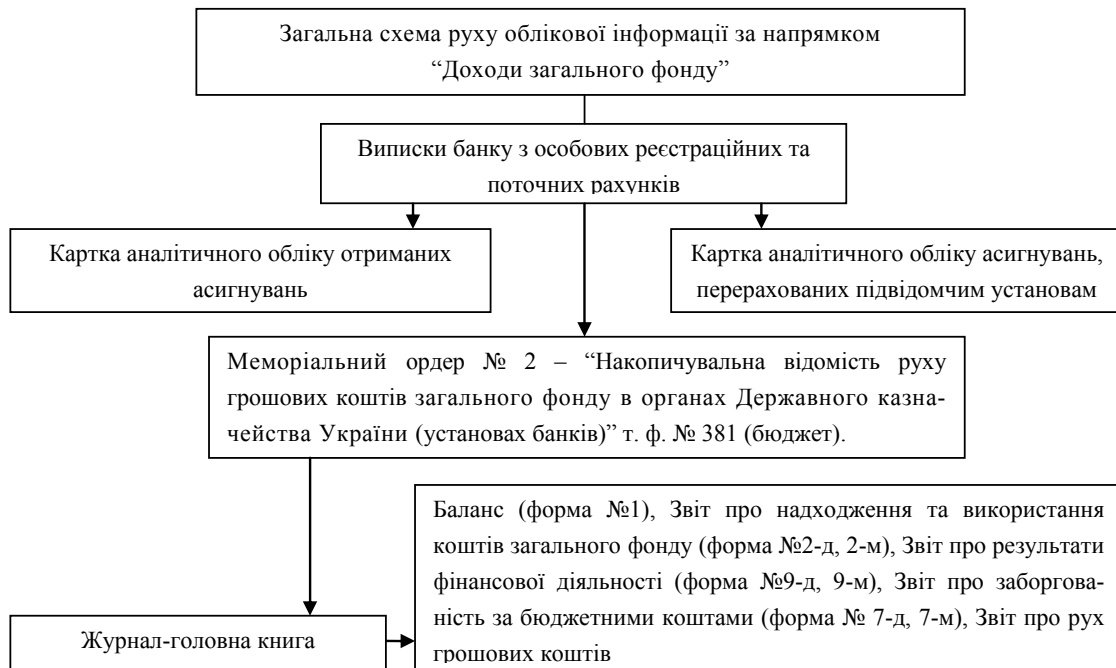 Загальна схема руху облікової інформації за напрямком
“Доходи загального фонду”
Виписки банку з особових реєстраційних та
поточних рахунків
Картка аналітичного обліку отриманих
асигнувань
Картка аналітичного обліку асигнувань,
перерахованих підвідомчим установам
Меморіальний ордер № 2 – “Накопичувальна відомість руху
грошових коштів загального фонду в органах Державного казна-
чейства України (установах банків)” т. ф. № 381 (бюджет).
Баланс (форма №1), Звіт про надходження та використання
коштів загального фонду (форма №2-д, 2-м), Звіт про результати
фінансової діяльності (форма №9-д, 9-м), Звіт про заборгова-
ність за бюджетними коштами (форма № 7-д, 7-м), Звіт про рух
грошових коштів
Журнал-головна книга